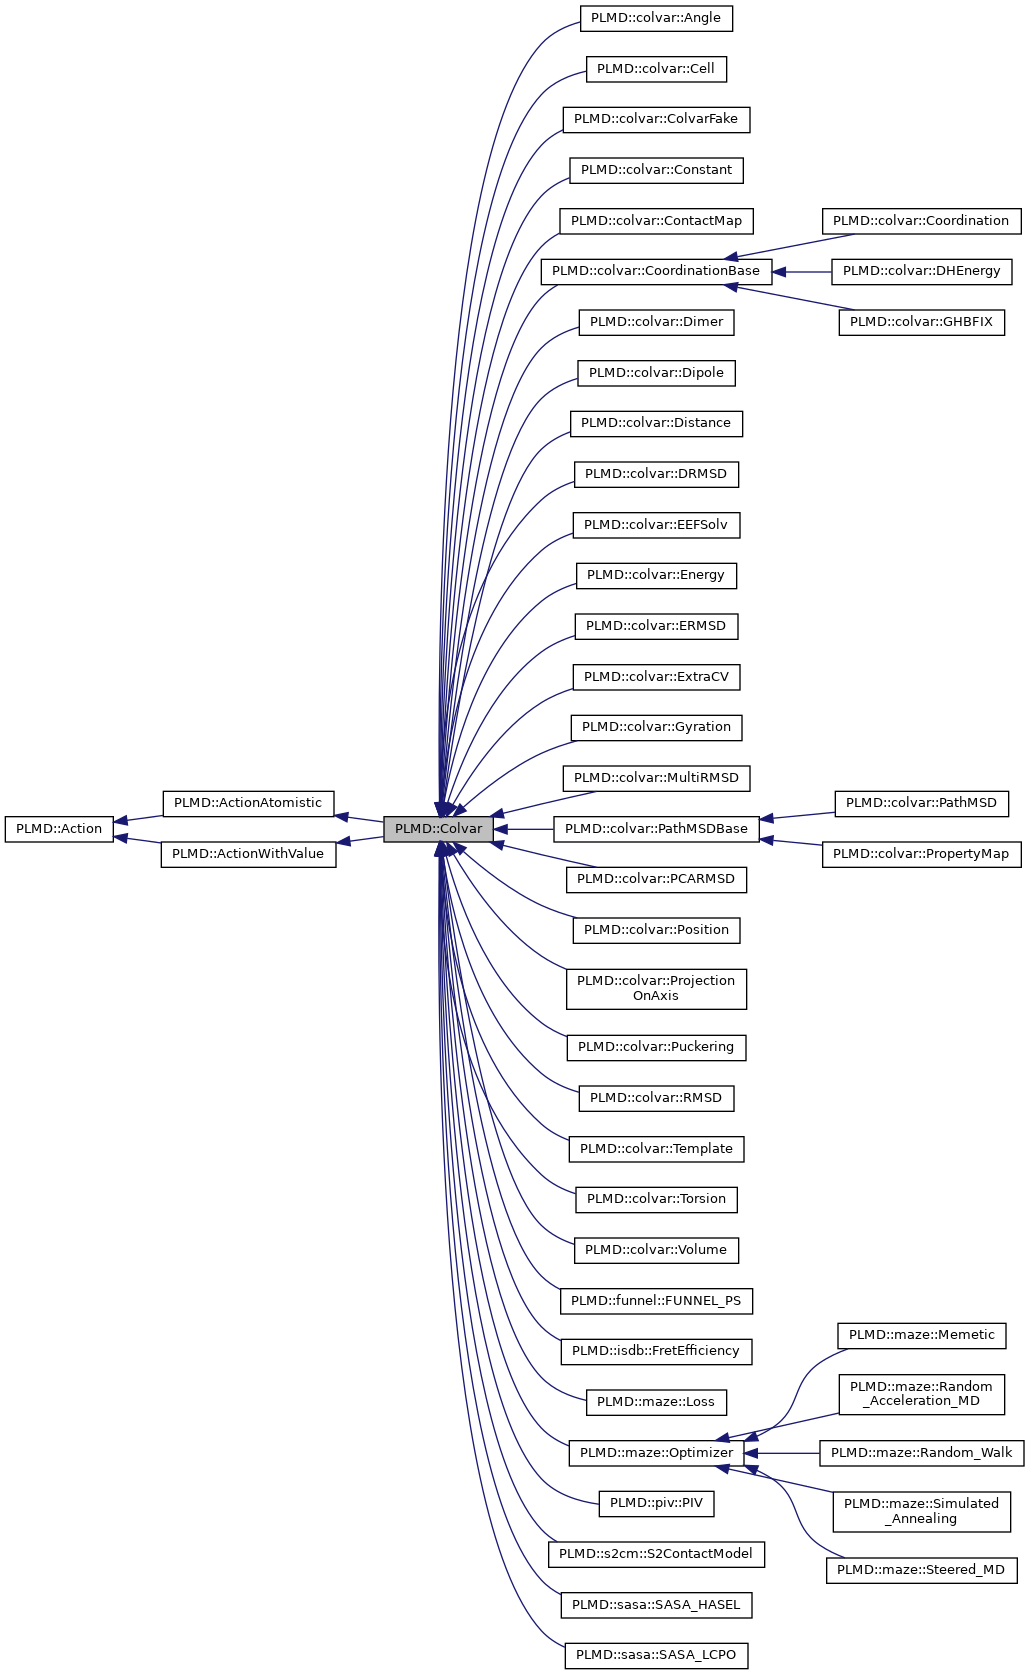 PLMD::colvar::Angle
PLMD::colvar::Cell
PLMD::colvar::ColvarFake
PLMD::colvar::Constant
PLMD::colvar::ContactMap
PLMD::colvar::Coordination
PLMD::colvar::CoordinationBase
PLMD::colvar::DHEnergy
PLMD::colvar::Dimer
PLMD::colvar::GHBFIX
PLMD::colvar::Dipole
PLMD::colvar::Distance
PLMD::colvar::DRMSD
PLMD::colvar::EEFSolv
PLMD::colvar::Energy
PLMD::colvar::ERMSD
PLMD::colvar::ExtraCV
PLMD::colvar::Gyration
PLMD::colvar::MultiRMSD
PLMD::ActionAtomistic
PLMD::colvar::PathMSD
PLMD::Action
PLMD::Colvar
PLMD::colvar::PathMSDBase
PLMD::ActionWithValue
PLMD::colvar::PropertyMap
PLMD::colvar::PCARMSD
PLMD::colvar::Position
PLMD::colvar::Projection
OnAxis
PLMD::colvar::Puckering
PLMD::colvar::RMSD
PLMD::colvar::Template
PLMD::colvar::Torsion
PLMD::colvar::Volume
PLMD::funnel::FUNNEL_PS
PLMD::maze::Memetic
PLMD::isdb::FretEfficiency
PLMD::maze::Random
_Acceleration_MD
PLMD::maze::Loss
PLMD::maze::Optimizer
PLMD::maze::Random_Walk
PLMD::piv::PIV
PLMD::maze::Simulated
_Annealing
PLMD::s2cm::S2ContactModel
PLMD::maze::Steered_MD
PLMD::sasa::SASA_HASEL
PLMD::sasa::SASA_LCPO